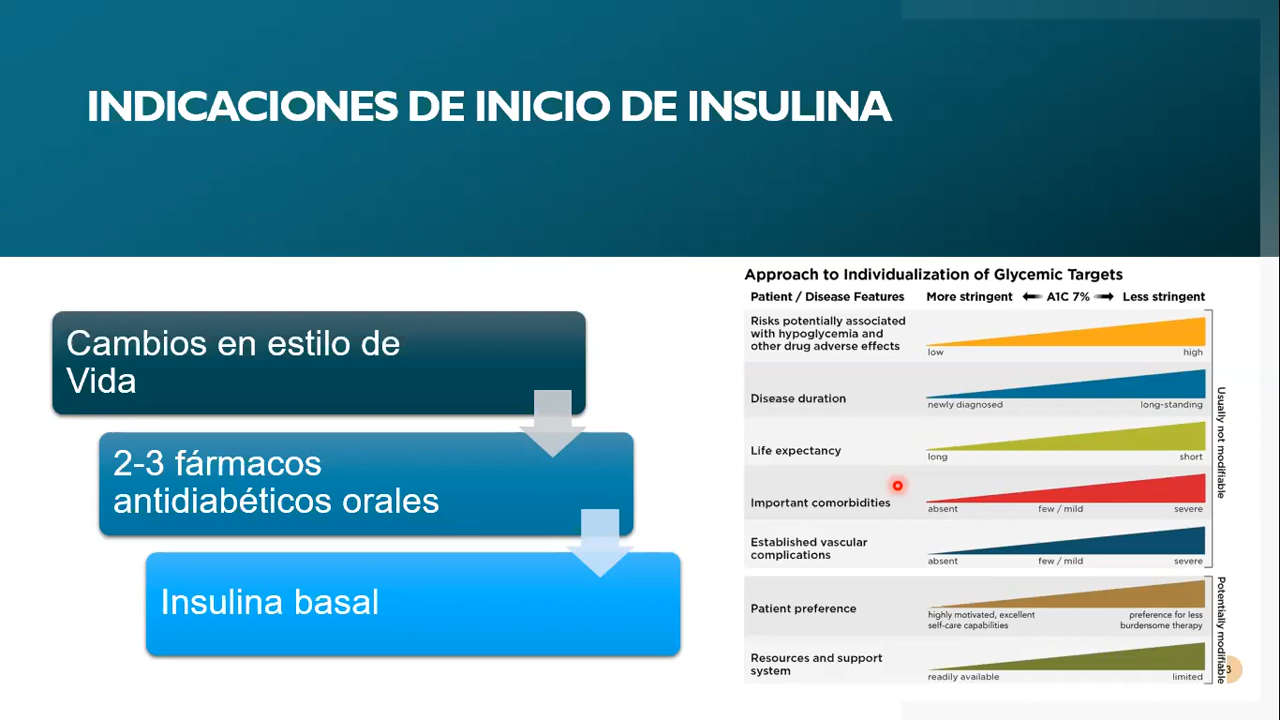 INDICACIONES DE INICIO DE INSULINA
Cambios en estilo de
Vida
2-3 fármacos
antidiabéticos orales
Insulina basal
Approach to Individualization of Glycemic Targets
Patient / Disease Features
More stringent
A1C 7%
Less stringent
Risks potentially associated
with hypoglycemia and
other drug adverse effects
low
high
Disease duration
newly diagnosed
long-standing
Life expectancy
long
short
Important comorbidities
absent
few / mild
severe
Established vascular
complications
absent
few / mild
severe
Usually not modifiable
Patient preference
highly motivated, excellent
self-care capabilities
preference for less
burdensome therapy
Resources and support
system
readily available
limited
Potentially modifiable
3